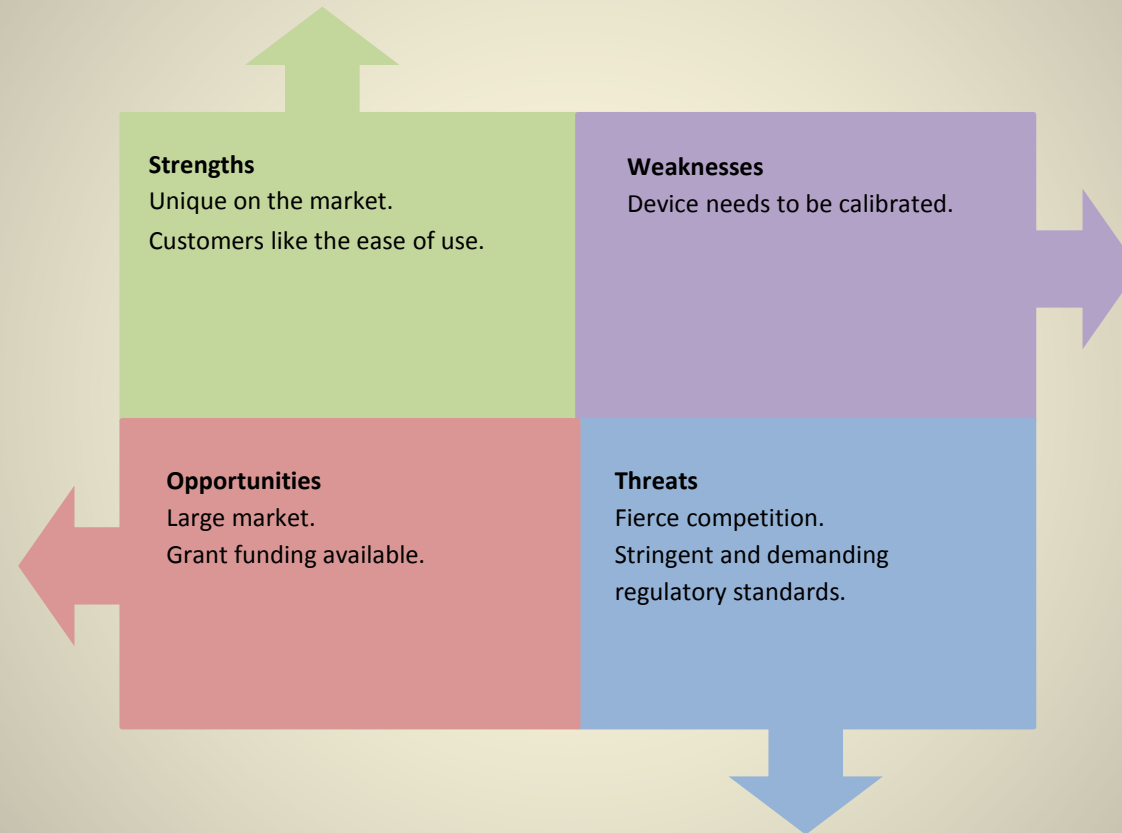 Strengths
Unique on the market.
Customers like the ease of use.
Weaknesses
Device needs to be calibrated.
Opportunities
Large market.
Grant funding available.
Threats
Fierce competition.
Stringent and demanding
regulatory standards.